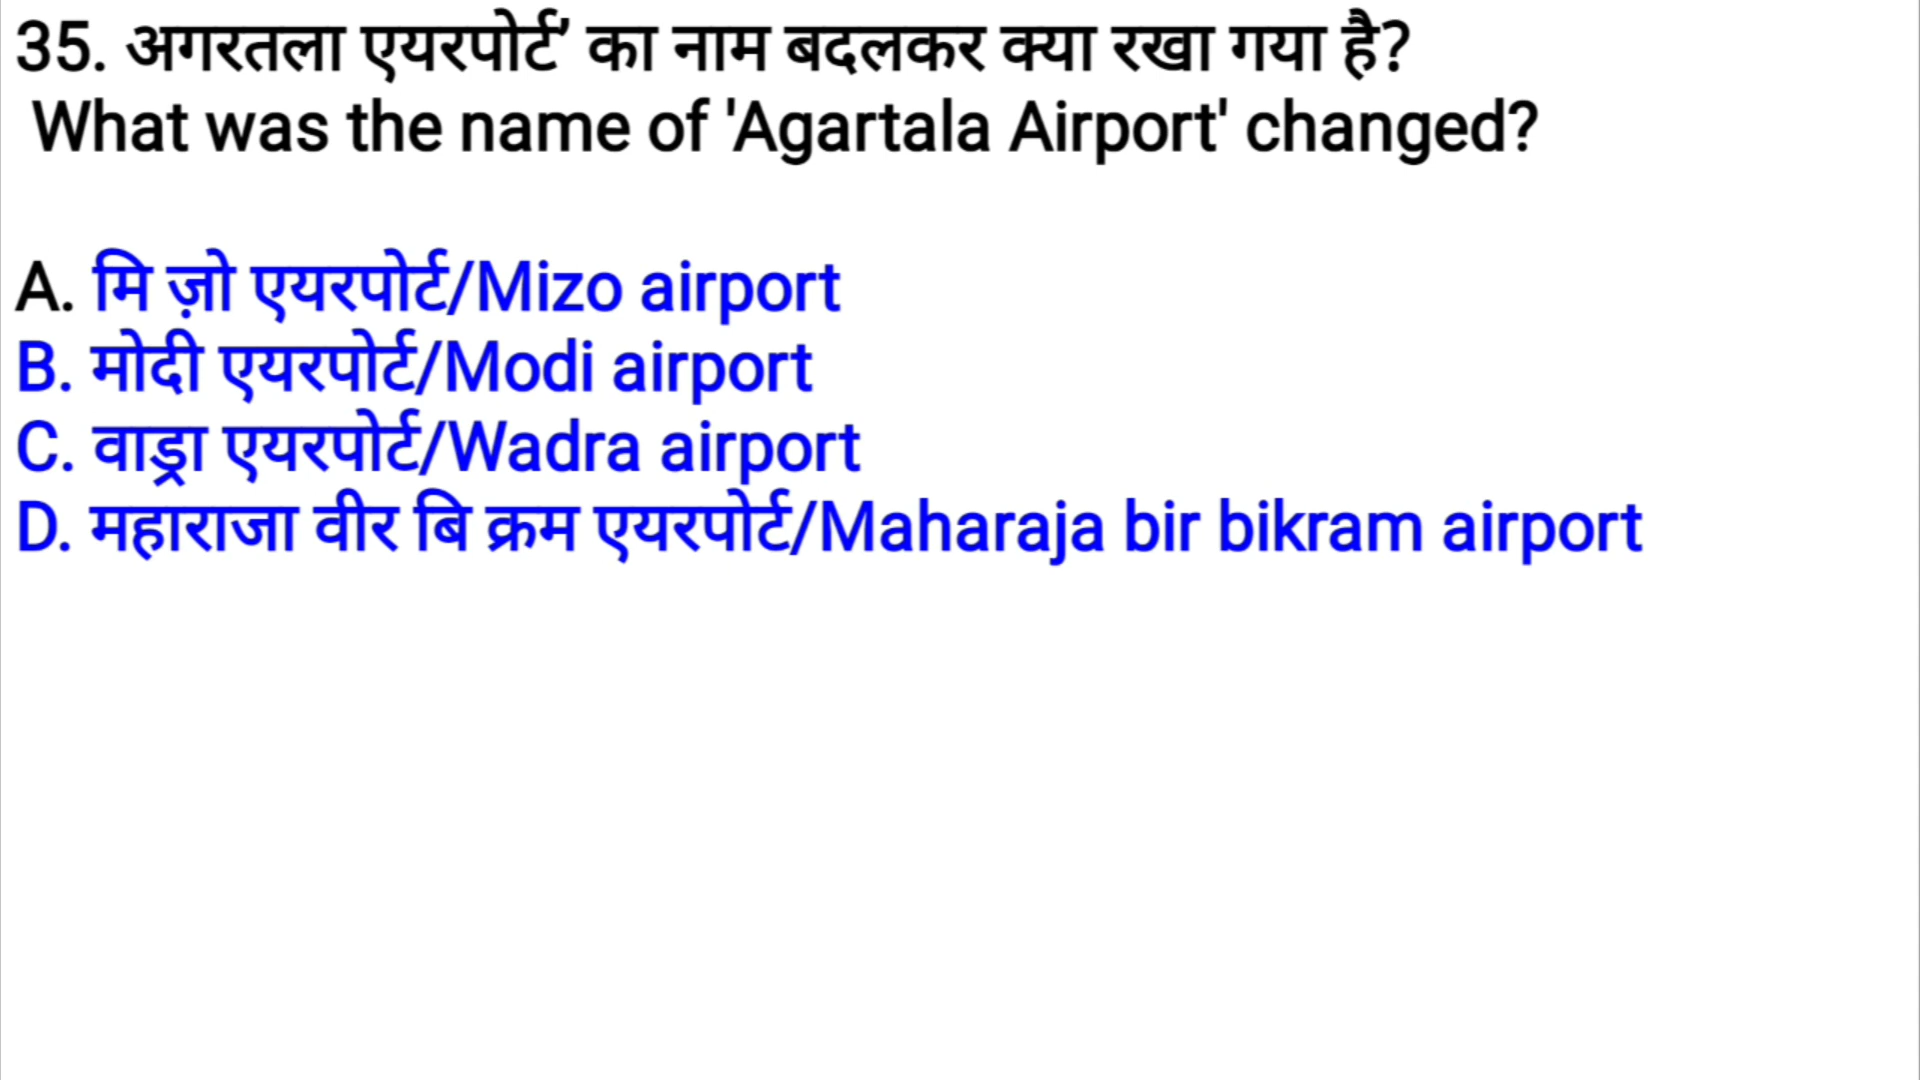 35. अगरतला एयरपोर्ट’ का नाम बदलकर क्या रखा गया है?
What was the name of 'Agartala Airport' changed?
A. मि ज़ो एयरपोर्ट/Mizo airport
B. मोदी एयरपोर्ट/Modi airport
C. वाड्रा एयरपोर्ट/Wadra airport
D. महाराजा वीर बि क्रम एयरपोर्ट/Maharaja bir bikram airport